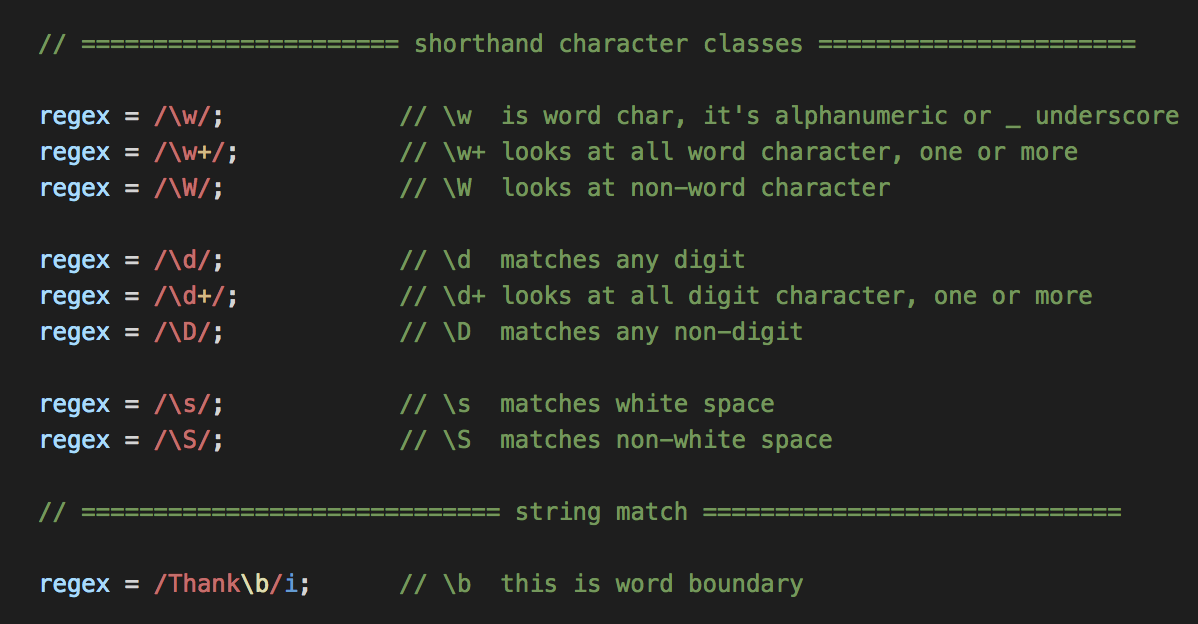 // ====================== shorthand character classes ======================
regex = /\w/; // \w is word char, it's alphanumeric or _ underscore
regex = /\w+/; // \w+ looks at all word character, one or more
regex = /\W/; // \W looks at non-word character
regex = /\d/; // \d matches any digit
regex = /\d+/; // \d+ looks at all digit character, one or more
regex = /\D/; // \D matches any non-digit
regex = /\s/; // \s matches white space
regex = /\S/; // \S matches non-white space
// ============================= string match =============================
regex = /Thank\b/i; // \b this is word boundary